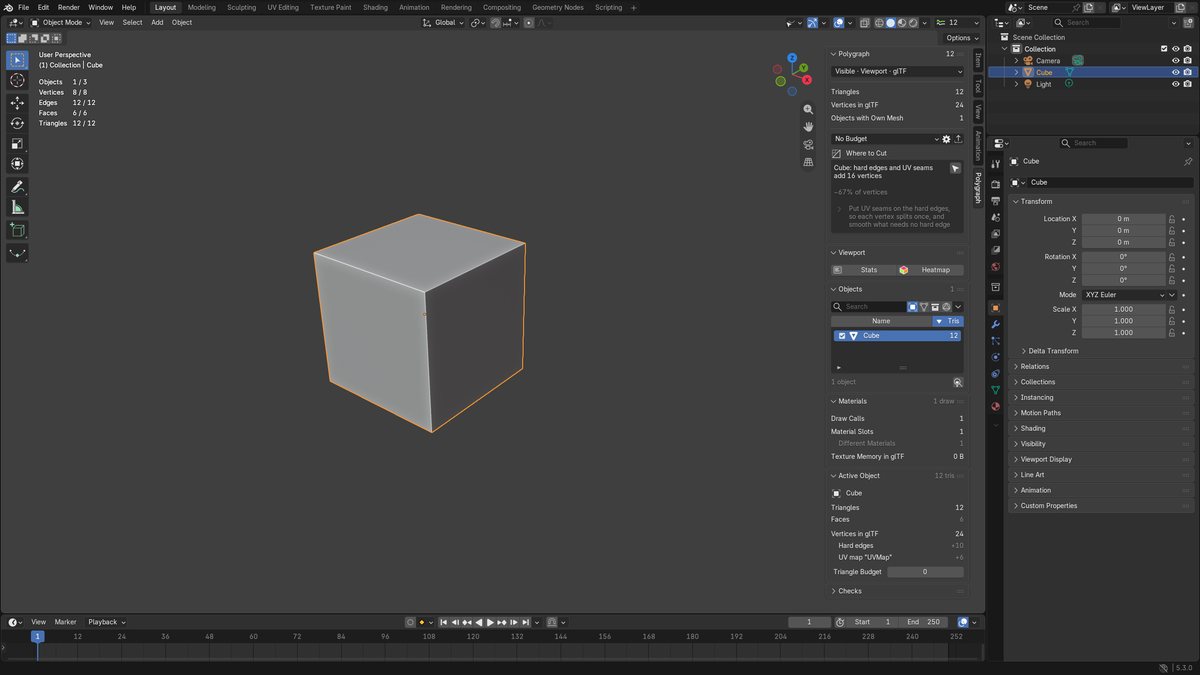 File Edit Render Window Help Layout Modeling Sculpting UV Editing Texture Paint Shading Animation Rendering Compositing Geometry Nodes Scripting + Scene ViewLayer
Object Mode View Select Add Object Global 12 Search
Options
User Perspective
(1) Collection | Cube
Objects 1 / 3
Vertices 8 / 8
Edges 12 / 12
Faces 6 / 6
Triangles 12 / 12
Z
Y
X
Item
Tool
View
Animation
Polygraph
Polygraph 12
Visible · Viewport · glTF
Triangles 12
Vertices in glTF 24
Objects with Own Mesh 1
No Budget
Where to Cut
Cube: hard edges and UV seams
add 16 vertices
−67% of vertices
Put UV seams on the hard edges,
so each vertex splits once, and
smooth what needs no hard edge
Viewport
Stats Heatmap
Objects 1
Search
Name Tris
Cube 12
1 object
Materials 1 draw
Draw Calls 1
Material Slots 1
Different Materials 1
Texture Memory in glTF 0 B
Active Object 12 tris
Cube
Triangles 12
Faces 6
Vertices in glTF 24
Hard edges +10
UV map "UVMap" +6
Triangle Budget 0
Checks
Scene Collection
Collection
Camera
Cube
Light
Search
Cube
Cube
Transform
Location X 0 m
Y 0 m
Z 0 m
Rotation X 0°
Y 0°
Z 0°
Mode XYZ Euler
Scale X 1.000
Y 1.000
Z 1.000
Delta Transform
Relations
Collections
Instancing
Motion Paths
Shading
Visibility
Viewport Display
Line Art
Animation
Custom Properties
View Marker Playback 1 Start 1 End 250
1 12 24 36 48 60 72 84 96 108 120 132 144 156 168 180 192 204 216 228 240 252
5.3.0